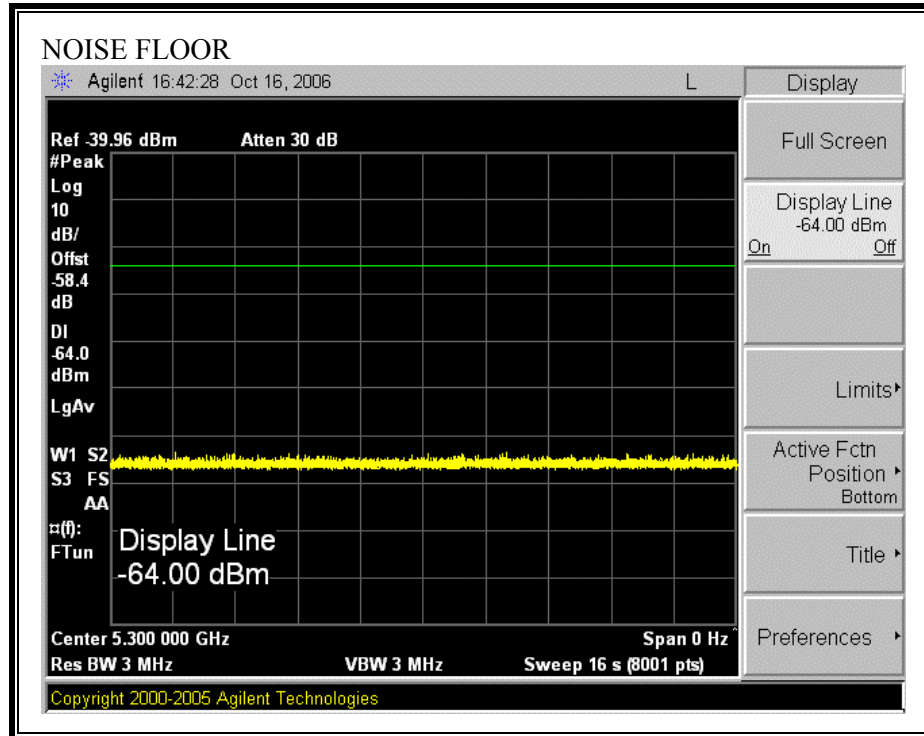 NOISE FLOOR
Agilent 16:42:28 Oct 16, 2006 L
Display
Ref -39.96 dBm Atten 30 dB
#Peak
Log
10
dB/
Offst
-58.4
dB
DI
-64.0
dBm
LgAv
W1 S2
S3 FS
AA
¤(f):
FTun
Display Line
-64.00 dBm
Center 5.300 000 GHz Span 0 Hz^
Res BW 3 MHz VBW 3 MHz Sweep 16 s (8001 pts)
Full Screen
Display Line
-64.00 dBm
On Off
Limits
Active Fctn
Position
Bottom
Title
Preferences
Copyright 2000-2005 Agilent Technologies